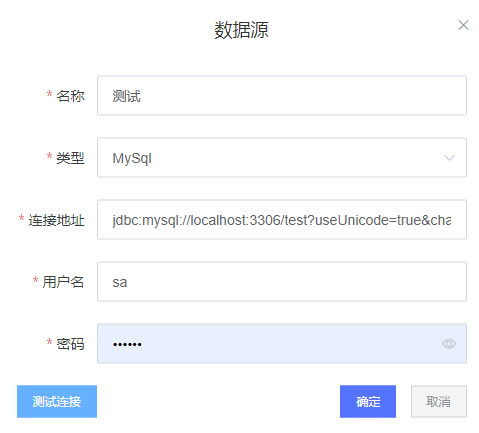 数据源
* 名称 测试
* 类型 MySql
* 连接地址 jdbc:mysql://localhost:3306/test?useUnicode=true&cha
* 用户名 sa
* 密码 ••••••
测试连接 确定 取消